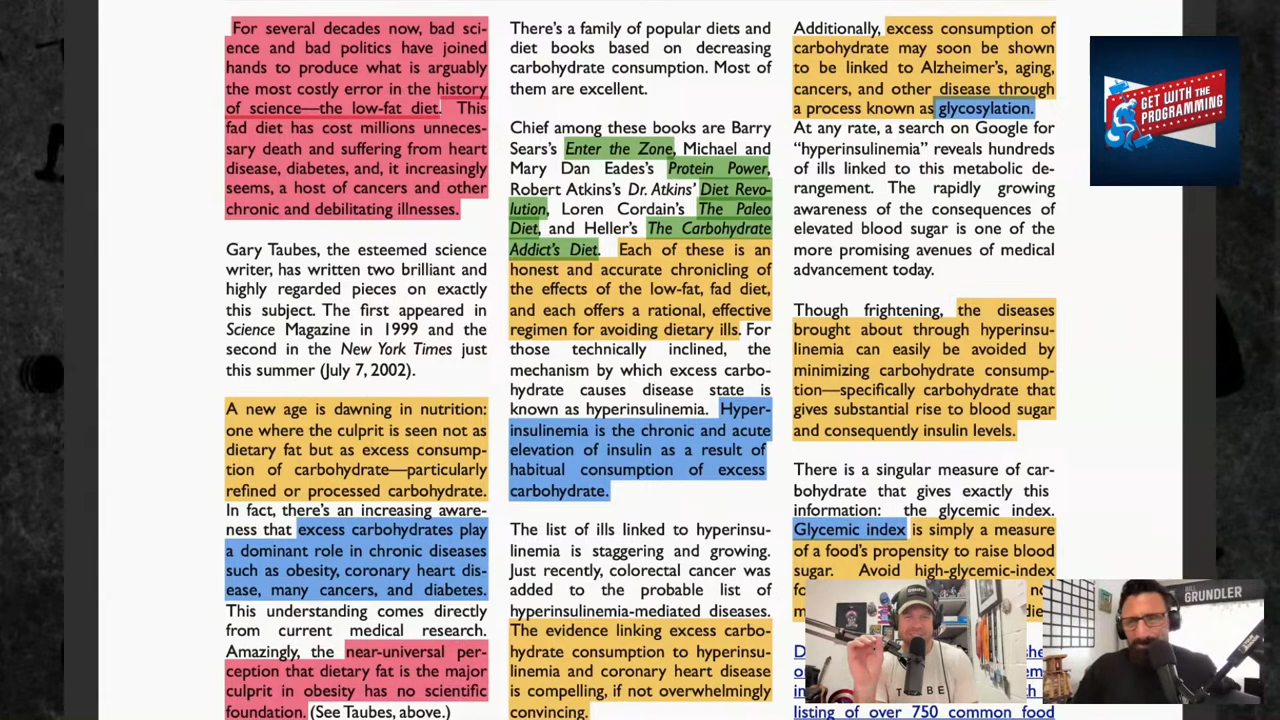 For several decades now, bad sci-
ence and bad politics have joined
hands to produce what is arguably
the most costly error in the history
of science—the low-fat diet. This
fad diet has cost millions unneces-
sary death and suffering from heart
disease, diabetes, and, it increasingly
seems, a host of cancers and other
chronic and debilitating illnesses.
Gary Taubes, the esteemed science
writer, has written two brilliant and
highly regarded pieces on exactly
this subject. The first appeared in
Science Magazine in 1999 and the
second in the New York Times just
this summer (July 7, 2002).
A new age is dawning in nutrition:
one where the culprit is seen not as
dietary fat but as excess consump-
tion of carbohydrate—particularly
refined or processed carbohydrate.
In fact, there's an increasing aware-
ness that excess carbohydrates play
a dominant role in chronic diseases
such as obesity, coronary heart dis-
ease, many cancers, and diabetes.
This understanding comes directly
from current medical research.
Amazingly, the near-universal per-
ception that dietary fat is the major
culprit in obesity has no scientific
foundation. (See Taubes, above.)
There's a family of popular diets and
diet books based on decreasing
carbohydrate consumption. Most of
them are excellent.
Chief among these books are Barry
Sears's Enter the Zone, Michael and
Mary Dan Eades's Protein Power,
Robert Atkins's Dr. Atkins' Diet Revo-
lution, Loren Cordain's The Paleo
Diet, and Heller's The Carbohydrate
Addict's Diet. Each of these is an
honest and accurate chronicling of
the effects of the low-fat, fad diet,
and each offers a rational, effective
regimen for avoiding dietary ills. For
those technically inclined, the
mechanism by which excess carbo-
hydrate causes disease state is
known as hyperinsulinemia. Hyper-
insulinemia is the chronic and acute
elevation of insulin as a result of
habitual consumption of excess
carbohydrate.
The list of ills linked to hyperinsu-
linemia is staggering and growing.
Just recently, colorectal cancer was
added to the probable list of
hyperinsulinemia-mediated diseases.
The evidence linking excess carbo-
hydrate consumption to hyperinsu-
linemia and coronary heart disease
is compelling, if not overwhelmingly
convincing.
Additionally, excess consumption of
carbohydrate may soon be shown
to be linked to Alzheimer's, aging,
cancers, and other disease through
a process known as glycosylation.
At any rate, a search on Google for
"hyperinsulinemia" reveals hundreds
of ills linked to this metabolic de-
rangement. The rapidly growing
awareness of the consequences of
elevated blood sugar is one of the
more promising avenues of medical
advancement today.
Though frightening, the diseases
brought about through hyperinsu-
linemia can easily be avoided by
minimizing carbohydrate consump-
tion—specifically carbohydrate that
gives substantial rise to blood sugar
and consequently insulin levels.
There is a singular measure of car-
bohydrate that gives exactly this
information: the glycemic index.
Glycemic index is simply a measure
of a food's propensity to raise blood
sugar. Avoid high-glycemic-index
listing of over 750 common food
GET WITH THE
PROGRAMMING
GRUNDLER